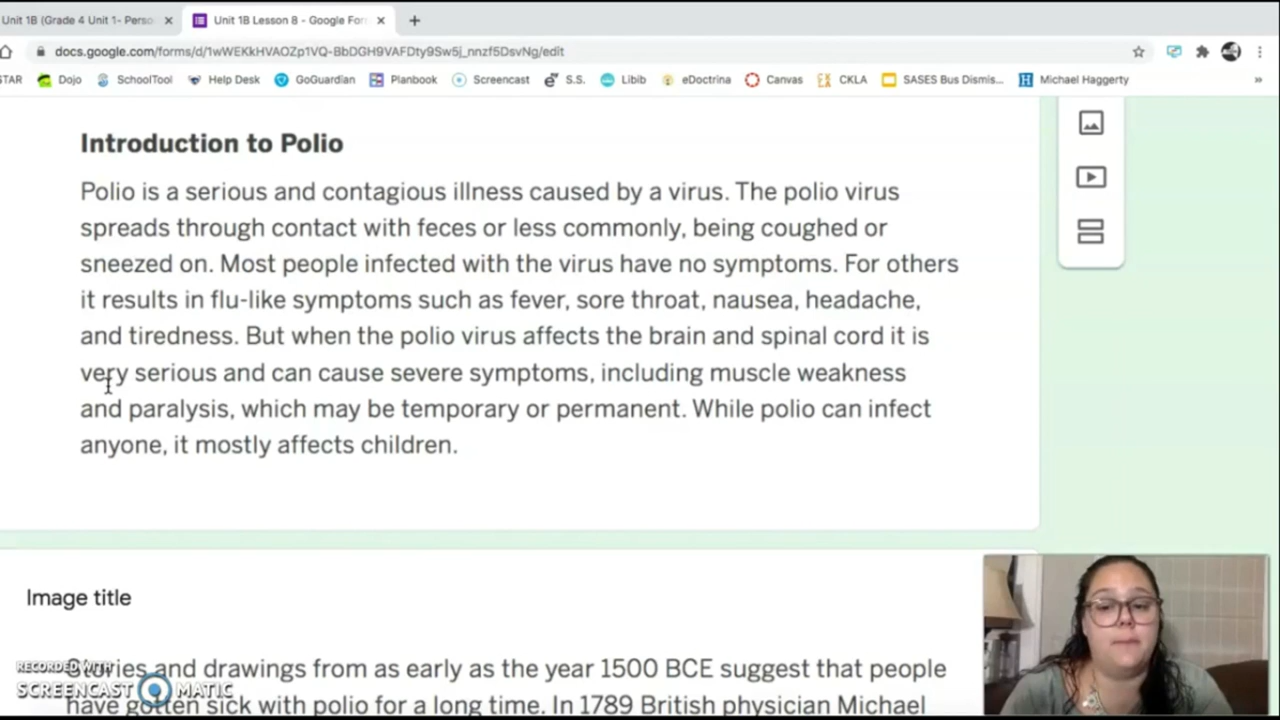 Unit 1B (Grade 4 Unit 1- Perso
Unit 1B Lesson 8 - Google For
docs.google.com/forms/d/1wWEKkHVAOZp1VQ-BbDGH9VAFDty9Sw5j_nnzf5DsvNg/edit
STAR Dojo SchoolTool Help Desk GoGuardian Planbook Screencast S.S. Libib eDoctrina Canvas CKLA SASES Bus Dismis... Michael Haggerty »
Introduction to Polio
Polio is a serious and contagious illness caused by a virus. The polio virus
spreads through contact with feces or less commonly, being coughed or
sneezed on. Most people infected with the virus have no symptoms. For others
it results in flu-like symptoms such as fever, sore throat, nausea, headache,
and tiredness. But when the polio virus affects the brain and spinal cord it is
very serious and can cause severe symptoms, including muscle weakness
and paralysis, which may be temporary or permanent. While polio can infect
anyone, it mostly affects children.
Image title
Stories and drawings from as early as the year 1500 BCE suggest that people
have gotten sick with polio for a long time. In 1789 British physician Michael
RECORDED WITH
SCREENCAST MATIC